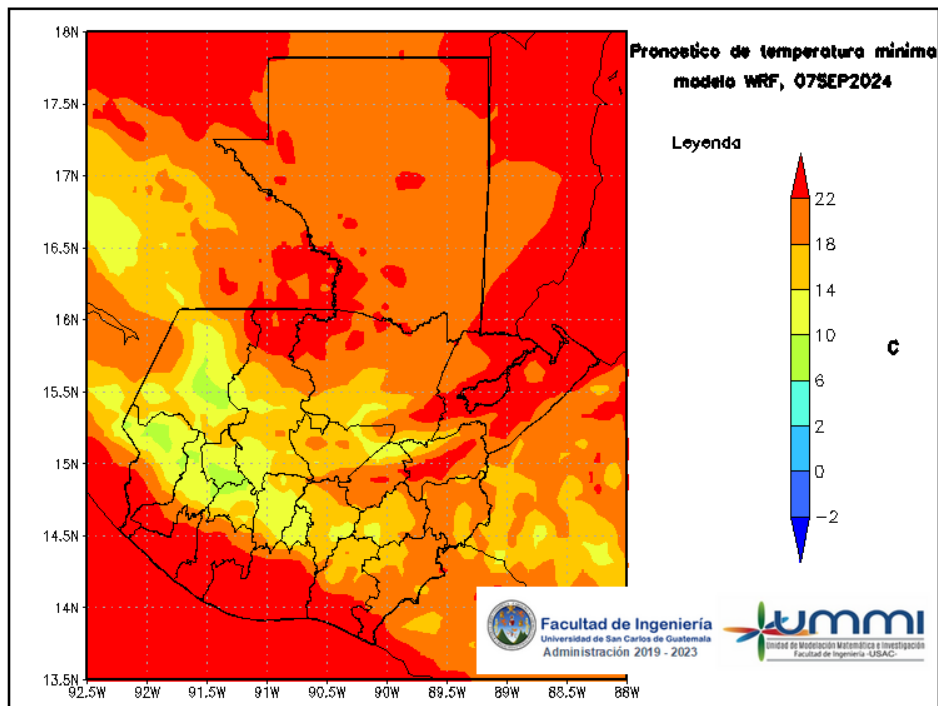 Pronostico de temperatura minima
modelo WRF, 07SEP2024
Leyenda
22
18
14
10
6
2
0
-2
C
18N
17.5N
17N
16.5N
16N
15.5N
15N
14.5N
14N
13.5N
92.5W 92W 91.5W 91W 90.5W 90W 89.5W 89W 88.5W 88W
Facultad de Ingeniería
Universidad de San Carlos de Guatemala
Administración 2019 - 2023
ummi
Unidad de Modelación Matemática e Investigación
Facultad de Ingeniería -USAC-